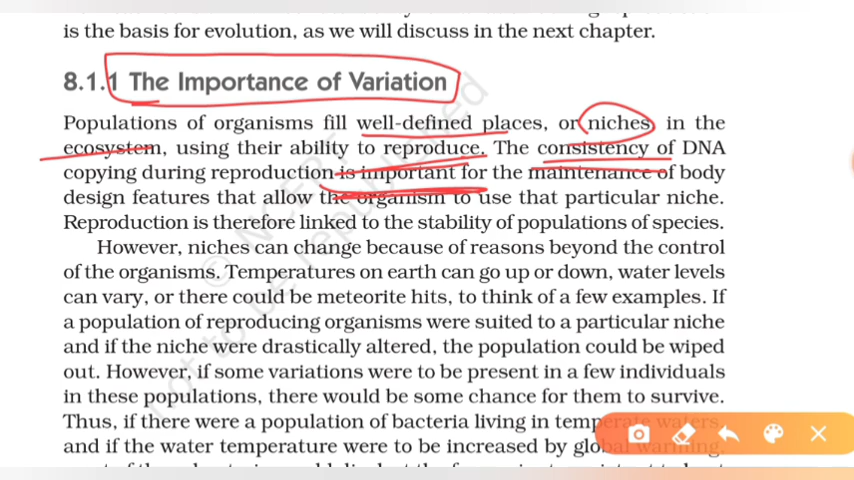 is the basis for evolution, as we will discuss in the next chapter.
8.1.1 The Importance of Variation
Populations of organisms fill well-defined places, or niches in the
ecosystem, using their ability to reproduce. The consistency of DNA
copying during reproduction is important for the maintenance of body
design features that allow the organism to use that particular niche.
Reproduction is therefore linked to the stability of populations of species.
However, niches can change because of reasons beyond the control
of the organisms. Temperatures on earth can go up or down, water levels
can vary, or there could be meteorite hits, to think of a few examples. If
a population of reproducing organisms were suited to a particular niche
and if the niche were drastically altered, the population could be wiped
out. However, if some variations were to be present in a few individuals
in these populations, there would be some chance for them to survive.
Thus, if there were a population of bacteria living in temperate waters,
and if the water temperature were to be increased by global warming,
© NCERT
not to be republished